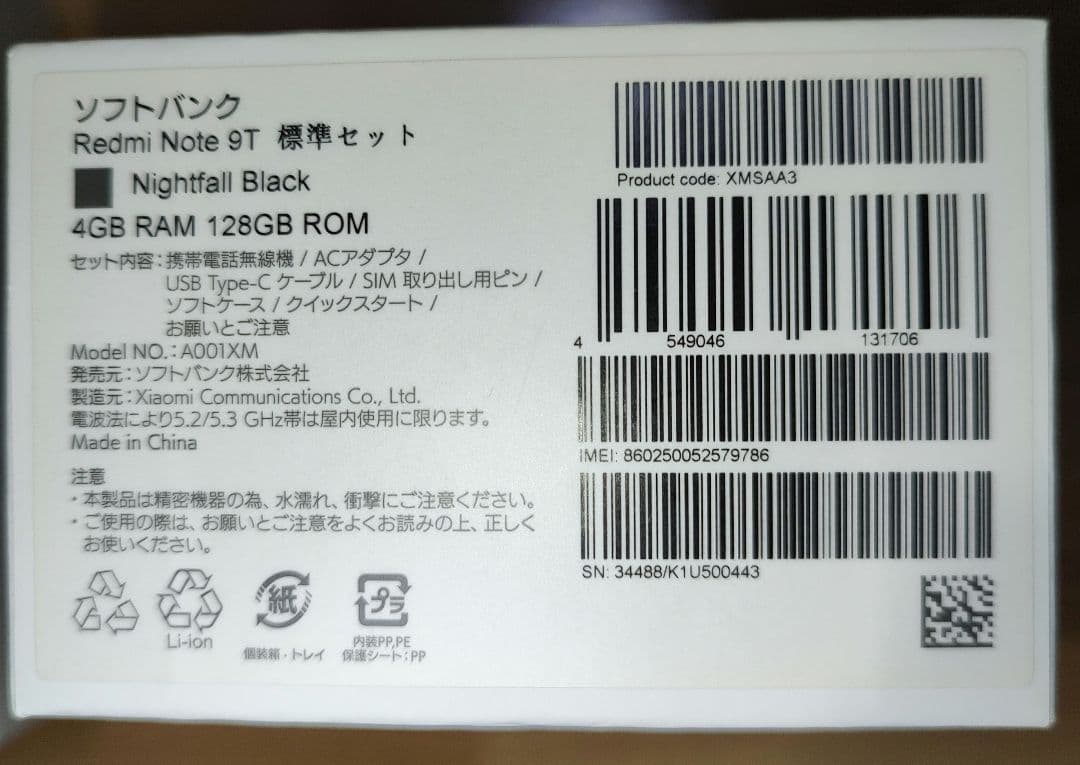 ソフトバンク
Redmi Note 9T 標準セット
Nightfall Black
4GB RAM 128GB ROM
セット内容：携帯電話無線機 / ACアダプタ /
USB Type-C ケーブル / SIM 取り出し用ピン /
ソフトケース / クイックスタート /
お願いとご注意
Model NO.：A001XM
発売元：ソフトバンク株式会社
製造元：Xiaomi Communications Co., Ltd.
電波法により5.2/5.3 GHz帯は屋内使用に限ります。
Made in China
注意
・本製品は精密機器の為、水濡れ、衝撃にご注意ください。
・ご使用の際は、お願いとご注意をよくお読みの上、正しく
お使いください。
Li-ion
紙
個装箱・トレイ
プラ
内装PP,PE
保護シート：PP
Product code: XMSAA3
4 549046 131706
IMEI: 860250052579786
SN: 34488/K1U500443